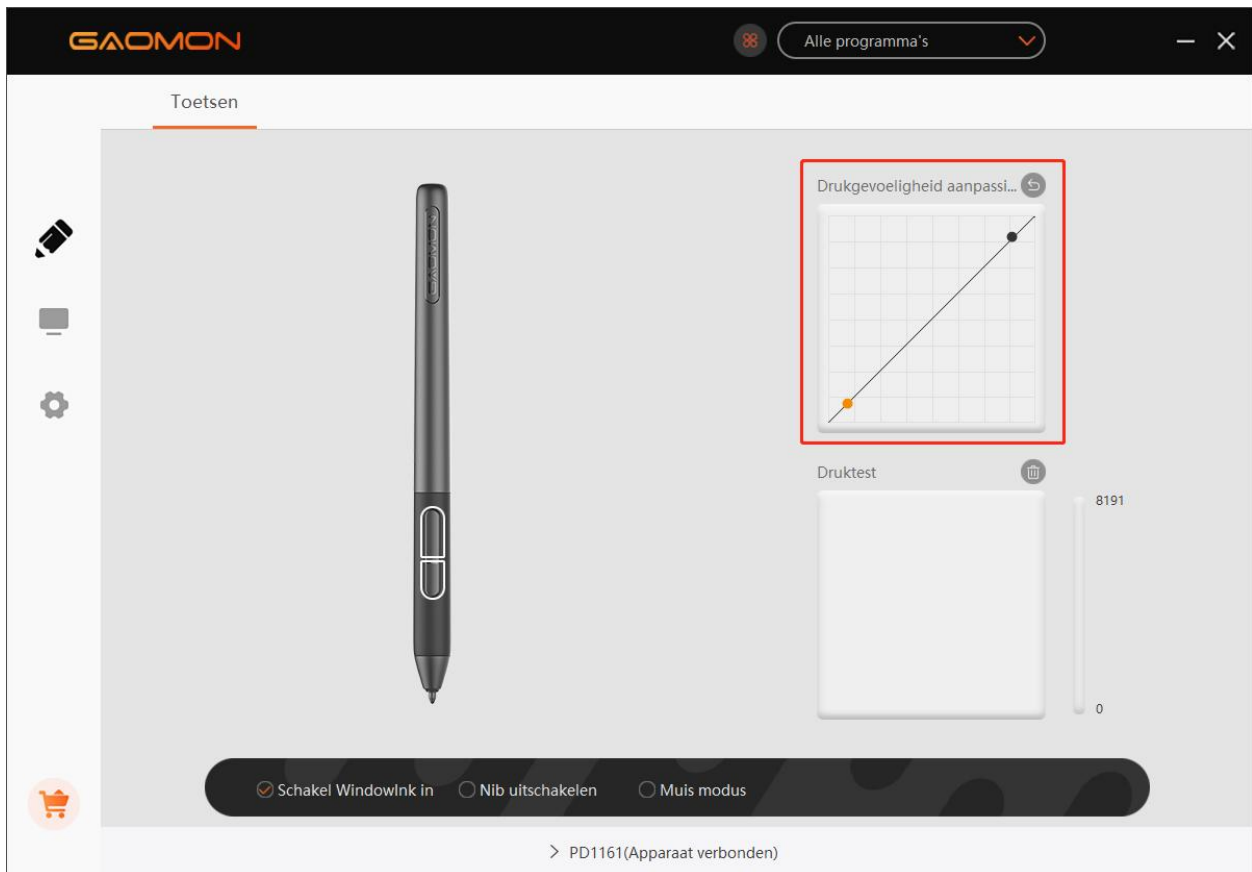 GAOMON
Alle programma's
Toetsen
Drukgevoeligheid aanpassi...
GAOMON
Druktest
8191
0
Schakel WindowInk in
Nib uitschakelen
Muis modus
PD1161(Apparaat verbonden)